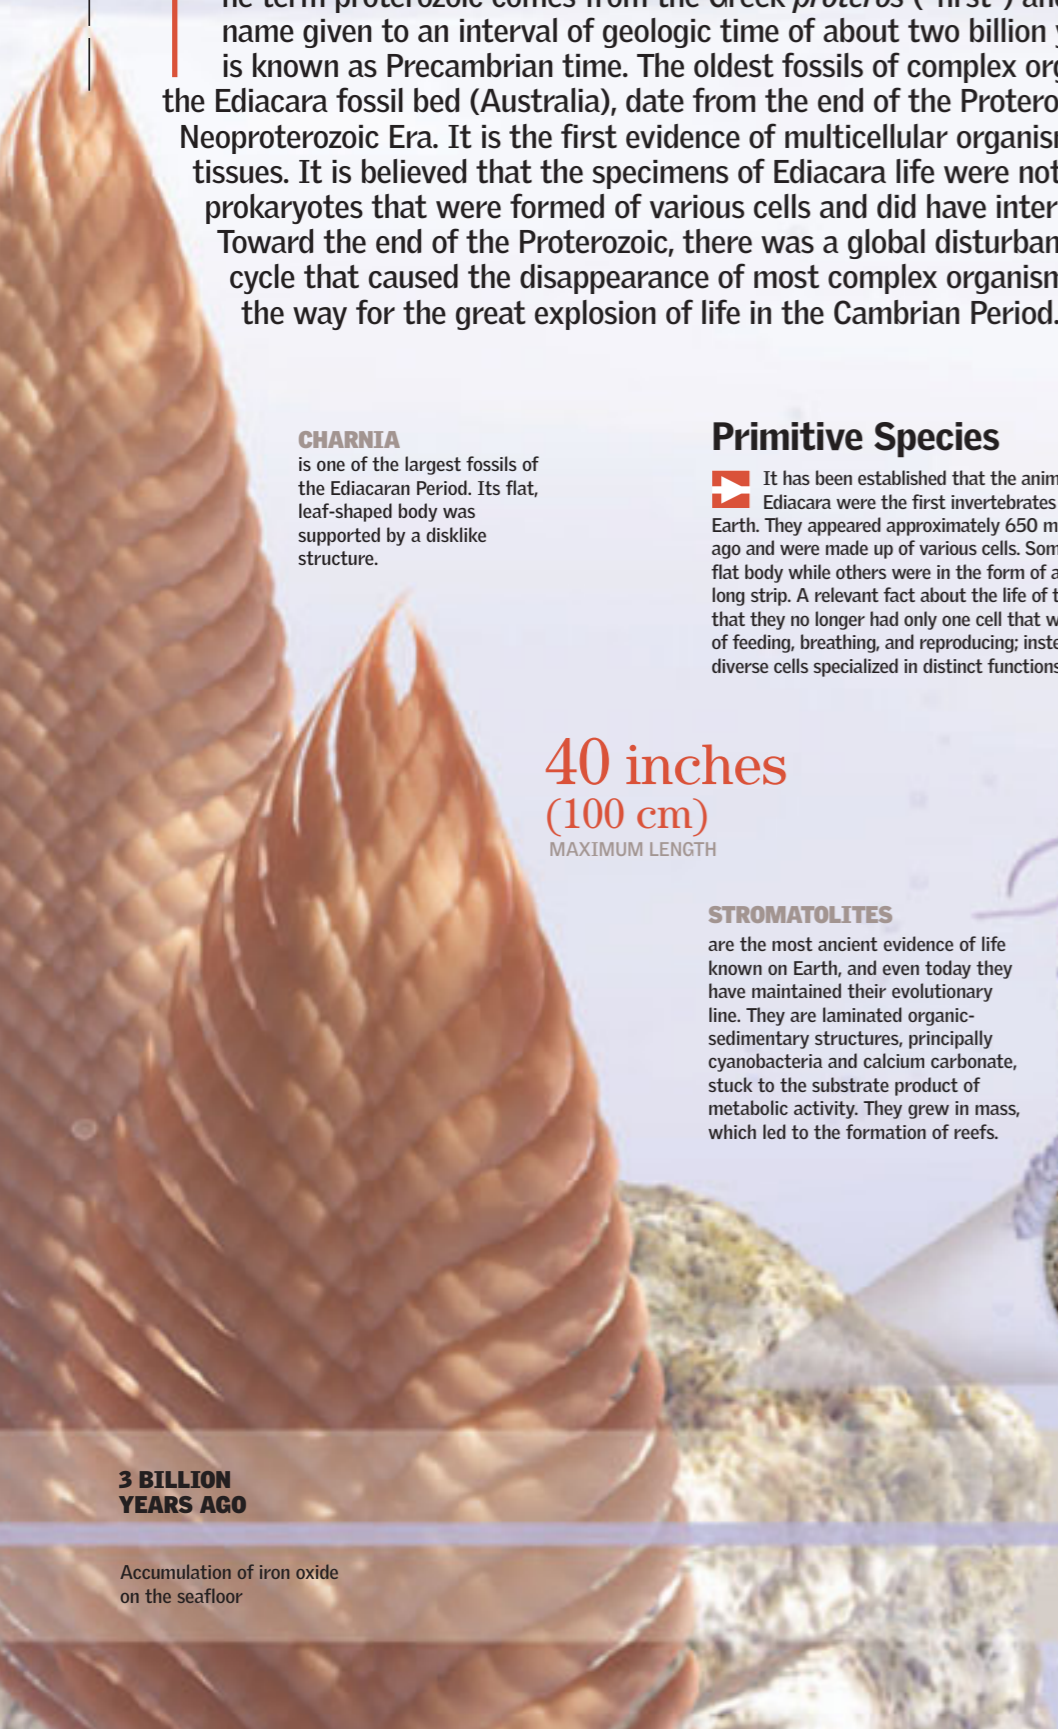 he term proterozoic comes from the Greek proteros ("first") and
name given to an interval of geologic time of about two billion
is known as Precambrian time. The oldest fossils of complex org
the Ediacara fossil bed (Australia), date from the end of the Protero
Neoproterozoic Era. It is the first evidence of multicellular organis
tissues. It is believed that the specimens of Ediacara life were not
prokaryotes that were formed of various cells and did have inter
Toward the end of the Proterozoic, there was a global disturban
cycle that caused the disappearance of most complex organism
the way for the great explosion of life in the Cambrian Period.
CHARNIA
is one of the largest fossils of
the Ediacaran Period. Its flat,
leaf-shaped body was
supported by a disklike
structure.
Primitive Species
It has been established that the anim
Ediacara were the first invertebrates
Earth. They appeared approximately 650 m
ago and were made up of various cells. Som
flat body while others were in the form of a
long strip. A relevant fact about the life of t
that they no longer had only one cell that w
of feeding, breathing, and reproducing; inste
diverse cells specialized in distinct functions
40 inches
(100 cm)
MAXIMUM LENGTH
STROMATOLITES
are the most ancient evidence of life
known on Earth, and even today they
have maintained their evolutionary
line. They are laminated organic-
sedimentary structures, principally
cyanobacteria and calcium carbonate,
stuck to the substrate product of
metabolic activity. They grew in mass,
which led to the formation of reefs.
3 BILLION
YEARS AGO
Accumulation of iron oxide
on the seafloor